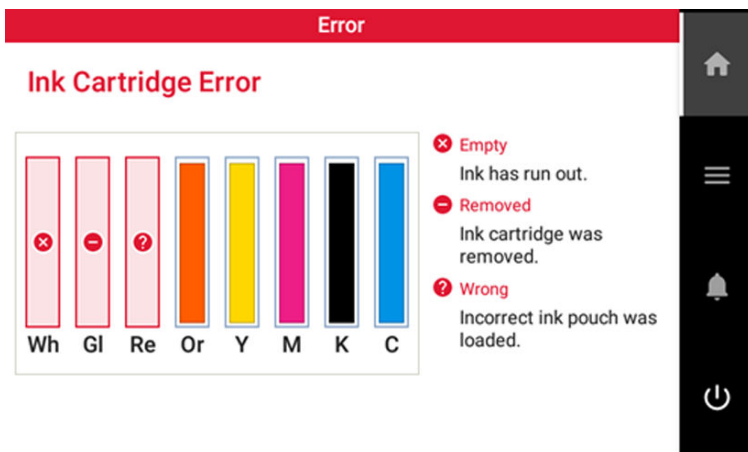 Error
Ink Cartridge Error
Empty
Ink has run out.
Removed
Ink cartridge was
removed.
Wrong
Incorrect ink pouch was
loaded.
Wh Gl Re Or Y M K C